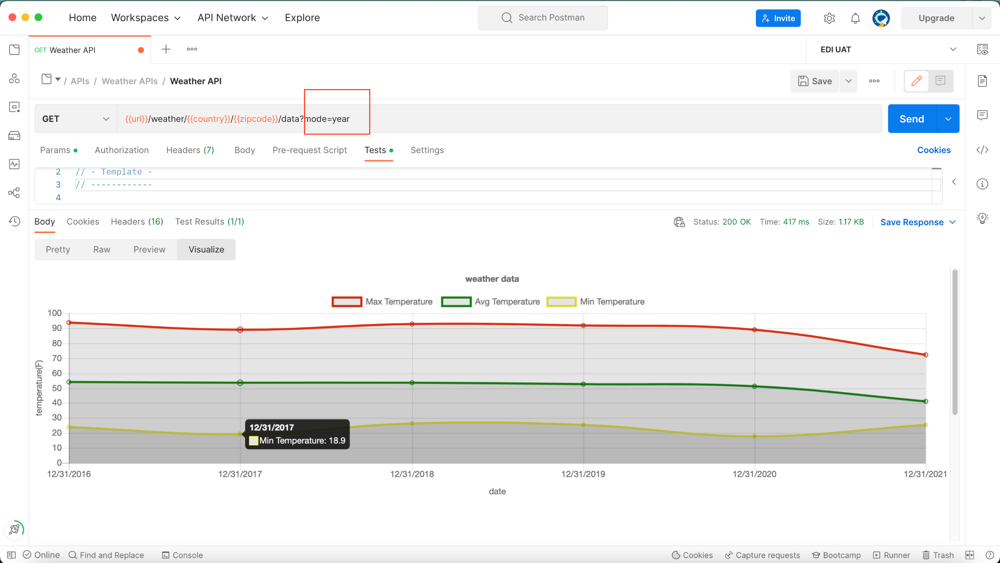 Home Workspaces API Network Explore Search Postman Invite Upgrade
GET Weather API EDI UAT
/ APIs / Weather APIs / Weather API Save
GET {{url}}/weather/{{country}}/{{zipcode}}/data?mode=year Send
Params Authorization Headers (7) Body Pre-request Script Tests Settings Cookies
2 // - Template -
3 // ------------
4
Body Cookies Headers (16) Test Results (1/1) Status: 200 OK Time: 417 ms Size: 1.17 KB Save Response
Pretty Raw Preview Visualize
weather data
Max Temperature Avg Temperature Min Temperature
100
90
80
70
60
50
40
30
20
10
0
temperature(F)
12/31/2017
Min Temperature: 18.9
12/31/2016 12/31/2017 12/31/2018 12/31/2019 12/31/2020 12/31/2021
date
Online Find and Replace Console Cookies Capture requests Bootcamp Runner Trash